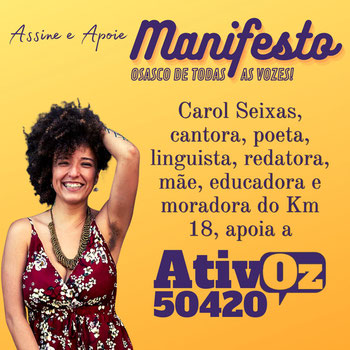 Assine e Apoie
Manifesto
OSASCO DE TODAS AS VOZES!
Carol Seixas,
cantora, poeta,
linguista, redatora,
mãe, educadora e
moradora do Km
18, apoia a
AtivOz
50420